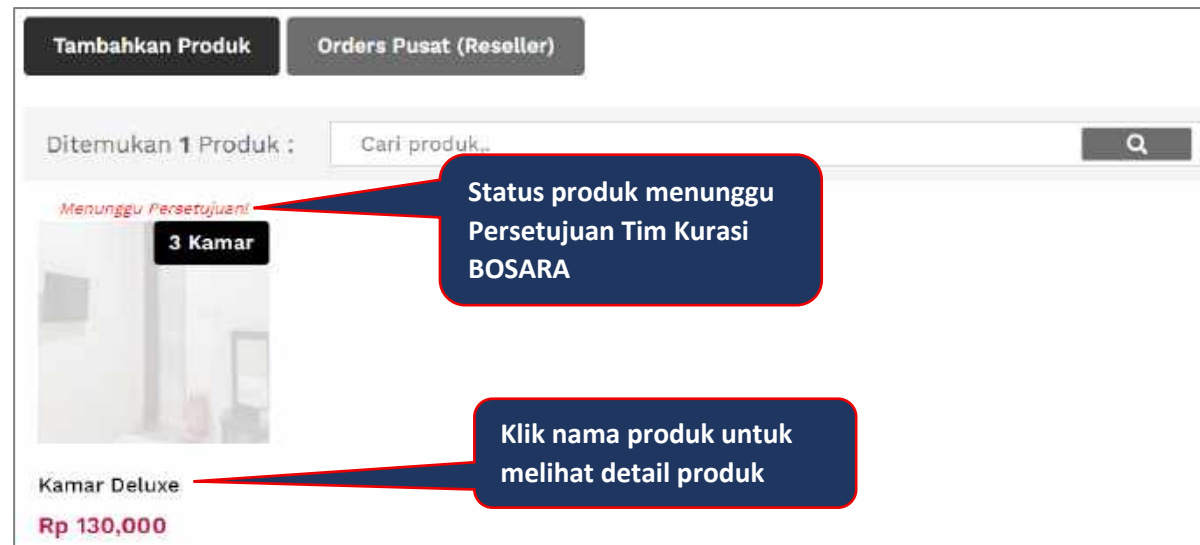 Tambahkan Produk
Orders Pusat (Reseller)
Ditemukan 1 Produk :
Cari produk,.
Menunggu Persetujuan!
3 Kamar
Status produk menunggu
Persetujuan Tim Kurasi
BOSARA
Klik nama produk untuk
melihat detail produk
Kamar Deluxe
Rp 130,000